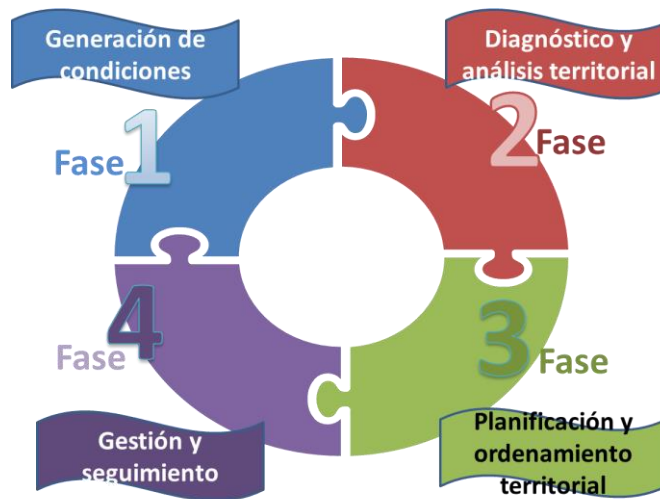 Generación de
condiciones
Fase 1
Diagnóstico y
análisis territorial
2 Fase
3 Fase
Planificación y
ordenamiento
territorial
Fase 4
Gestión y
seguimiento